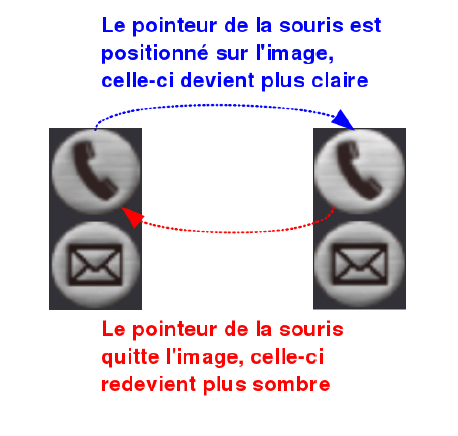 Le pointeur de la souris est
positionné sur l'image,
celle-ci devient plus claire
Le pointeur de la souris
quitte l'image, celle-ci
redevient plus sombre